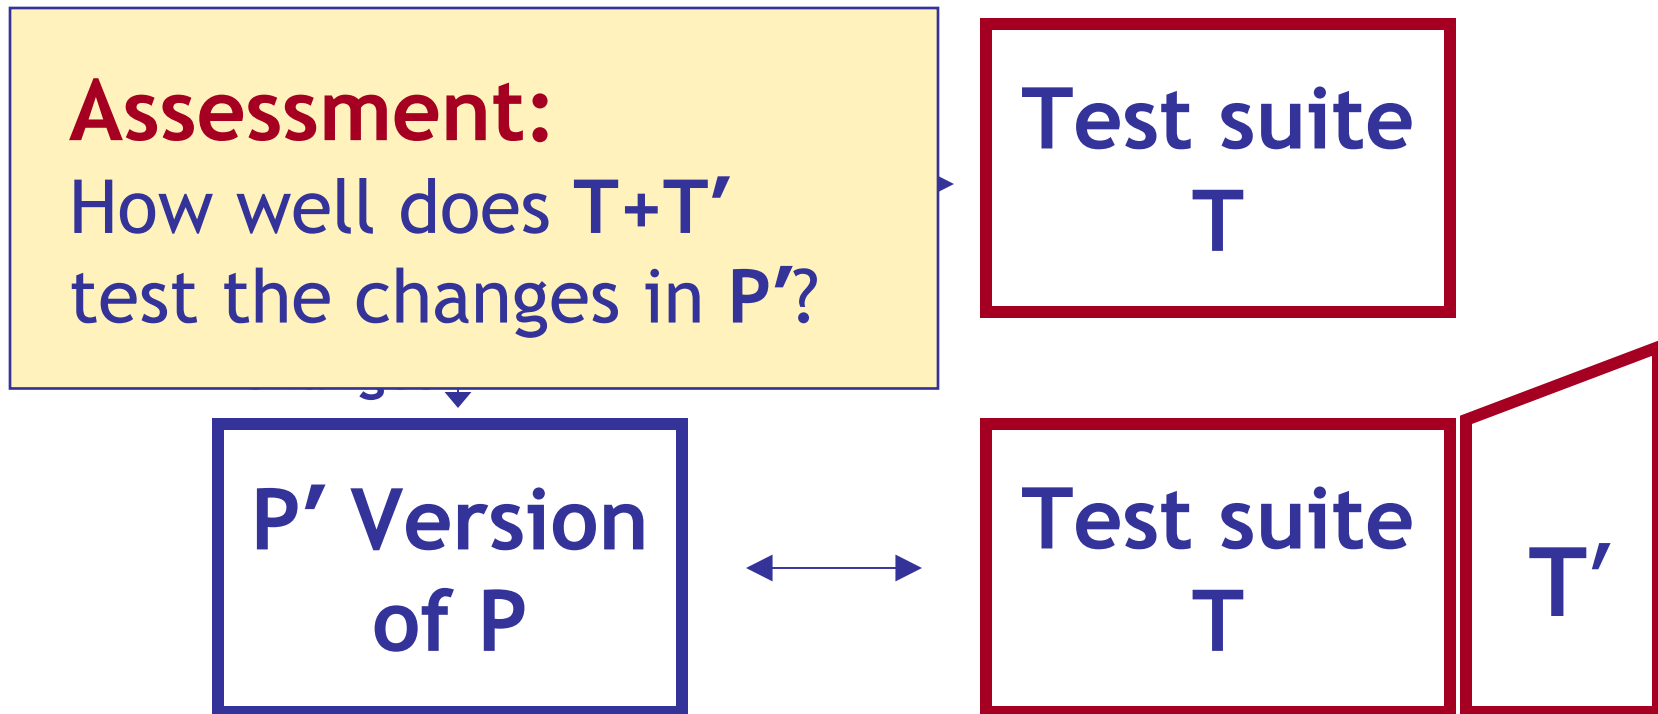 Assessment:
How well does T+T′
test the changes in P′?
Test suite
T
P′ Version
of P
Test suite
T
T′